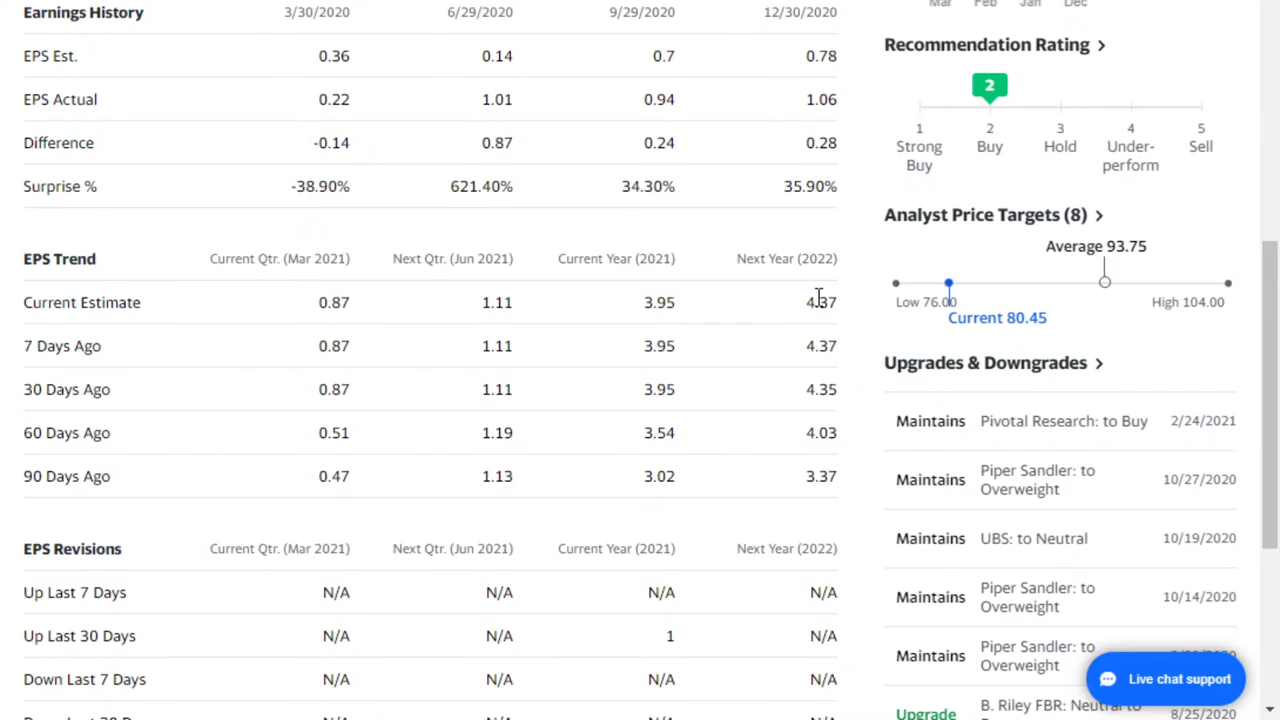 Earnings History 3/30/2020 6/29/2020 9/29/2020 12/30/2020
EPS Est. 0.36 0.14 0.7 0.78
EPS Actual 0.22 1.01 0.94 1.06
Difference -0.14 0.87 0.24 0.28
Surprise % -38.90% 621.40% 34.30% 35.90%
EPS Trend Current Qtr. (Mar 2021) Next Qtr. (Jun 2021) Current Year (2021) Next Year (2022)
Current Estimate 0.87 1.11 3.95 4.37
7 Days Ago 0.87 1.11 3.95 4.37
30 Days Ago 0.87 1.11 3.95 4.35
60 Days Ago 0.51 1.19 3.54 4.03
90 Days Ago 0.47 1.13 3.02 3.37
EPS Revisions Current Qtr. (Mar 2021) Next Qtr. (Jun 2021) Current Year (2021) Next Year (2022)
Up Last 7 Days N/A N/A N/A N/A
Up Last 30 Days N/A N/A 1 N/A
Down Last 7 Days N/A N/A N/A N/A
Mar Feb Jan Dec
Recommendation Rating >
2
1 2 3 4 5
Strong Buy Hold Under- Sell
Buy perform
Analyst Price Targets (8) >
Average 93.75
Low 76.00 High 104.00
Current 80.45
Upgrades & Downgrades >
Maintains Pivotal Research: to Buy 2/24/2021
Maintains Piper Sandler: to
Overweight 10/27/2020
Maintains UBS: to Neutral 10/19/2020
Maintains Piper Sandler: to
Overweight 10/14/2020
Maintains Piper Sandler: to
Overweight
Live chat support
Upgrade B. Riley FBR: Neutral to 8/25/2020